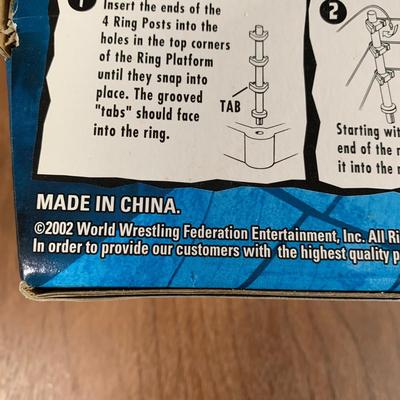 1
Insert the ends of the
4 Ring Posts into the
holes in the top corners
of the Ring Platform
until they snap into
place. The grooved
"tabs" should face
into the ring.
TAB
2
Starting wit
end of the r
it into the r
MADE IN CHINA.
©2002 World Wrestling Federation Entertainment, Inc. All Ri
In order to provide our customers with the highest quality p